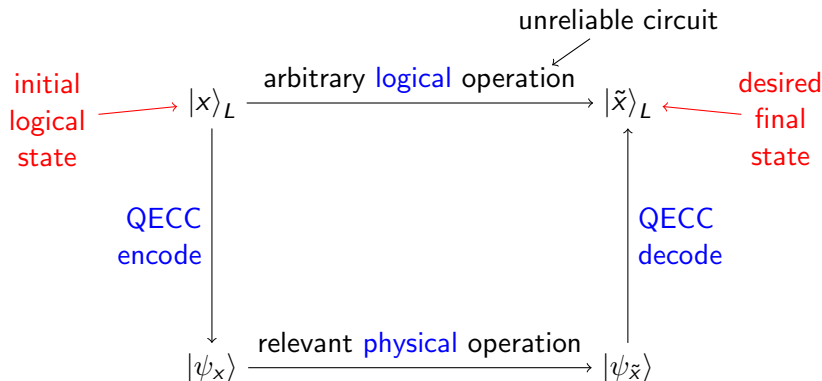 unreliable circuit
initial
logical
state
|x⟩_L
arbitrary logical operation
|x̃⟩_L
desired
final
state
QECC
encode
QECC
decode
|ψ_x⟩
relevant physical operation
|ψ_x̃⟩